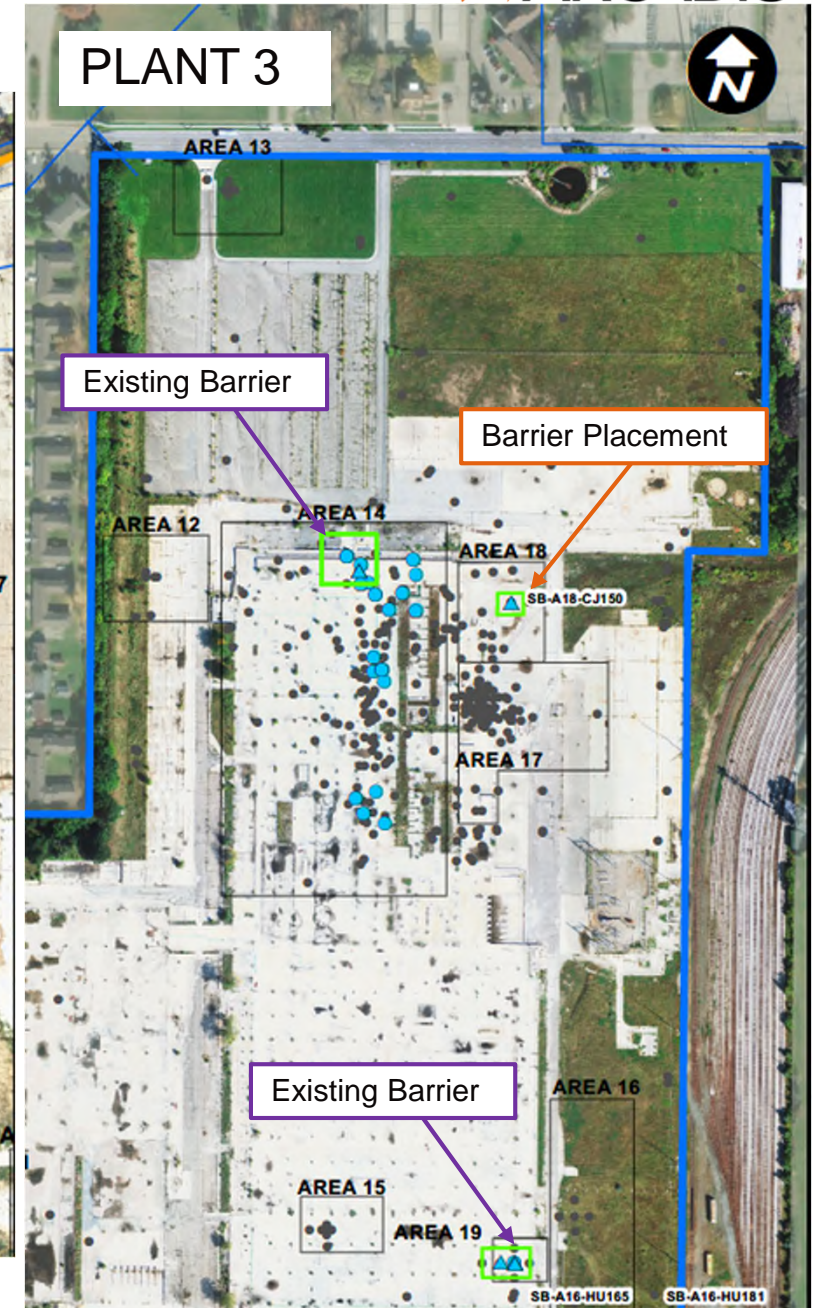 PLANT 3
N
AREA 13
Existing Barrier
Barrier Placement
AREA 14
AREA 12
AREA 18
SB-A18-CJ150
7
AREA 17
Existing Barrier
AREA 16
A
AREA 15
AREA 19
SB-A16-HU165
SB-A16-HU181